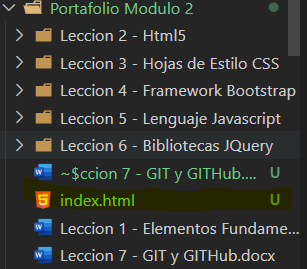 Portafolio Modulo 2
Leccion 2 - Html5
Leccion 3 - Hojas de Estilo CSS
Leccion 4 - Framework Bootstrap
Leccion 5 - Lenguaje Javascript
Leccion 6 - Bibliotecas JQuery
~$ccion 7 - GIT y GITHub.... U
index.html U
Leccion 1 - Elementos Fundame...
Leccion 7 - GIT y GITHub.docx